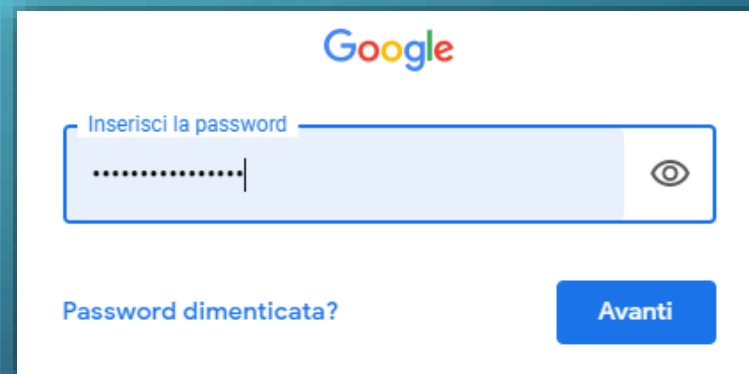 Google
Inserisci la password
••••••••••••••••
Password dimenticata?
Avanti